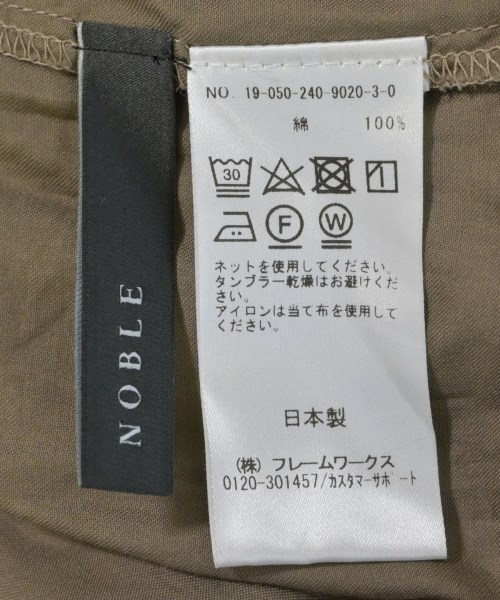 NOBLE
NO. 19-050-240-9020-3-0
綿 100%
30
F W
ネットを使用してください。
タンブラー乾燥はお避けくだ
さい。
アイロンは当て布を使用して
ください。
日本製
(株) フレームワークス
0120-301457/カスタマーサポート